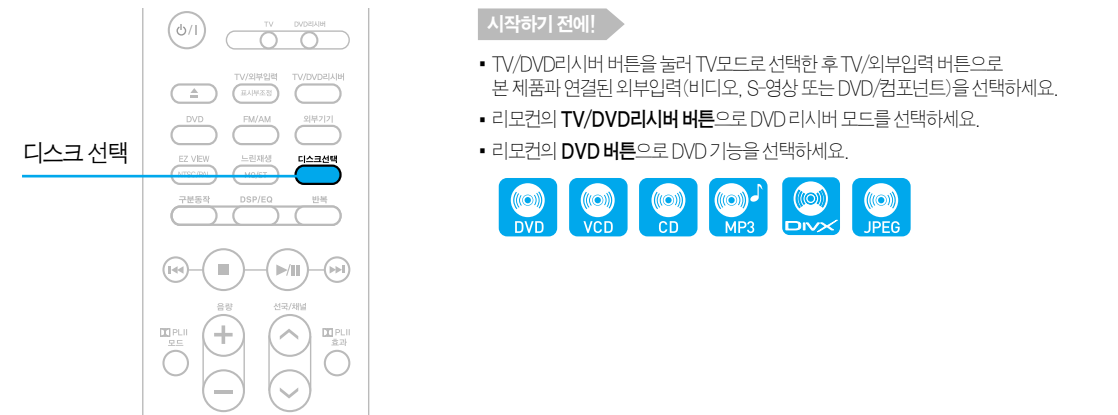 시작하기 전에!
▪ TV/DVD리시버 버튼을 눌러 TV모드로 선택한 후 TV/외부입력 버튼으로
본 제품과 연결된 외부입력(비디오, S-영상 또는 DVD/컴포넌트)을 선택하세요.
▪ 리모컨의 TV/DVD리시버 버튼으로 DVD 리시버 모드를 선택하세요.
▪ 리모컨의 DVD 버튼으로 DVD 기능을 선택하세요.
DVD VCD CD MP3 DIVX JPEG
디스크 선택
TV DVD리시버
TV/외부입력 TV/DVD리시버
표시부조정
DVD FM/AM 외부기기
EZ VIEW 느린재생 디스크선택
NTSC/PAL MO/ST
구분동작 DSP/EQ 반복
음량 선국/채널
PLII 모드
PLII 효과